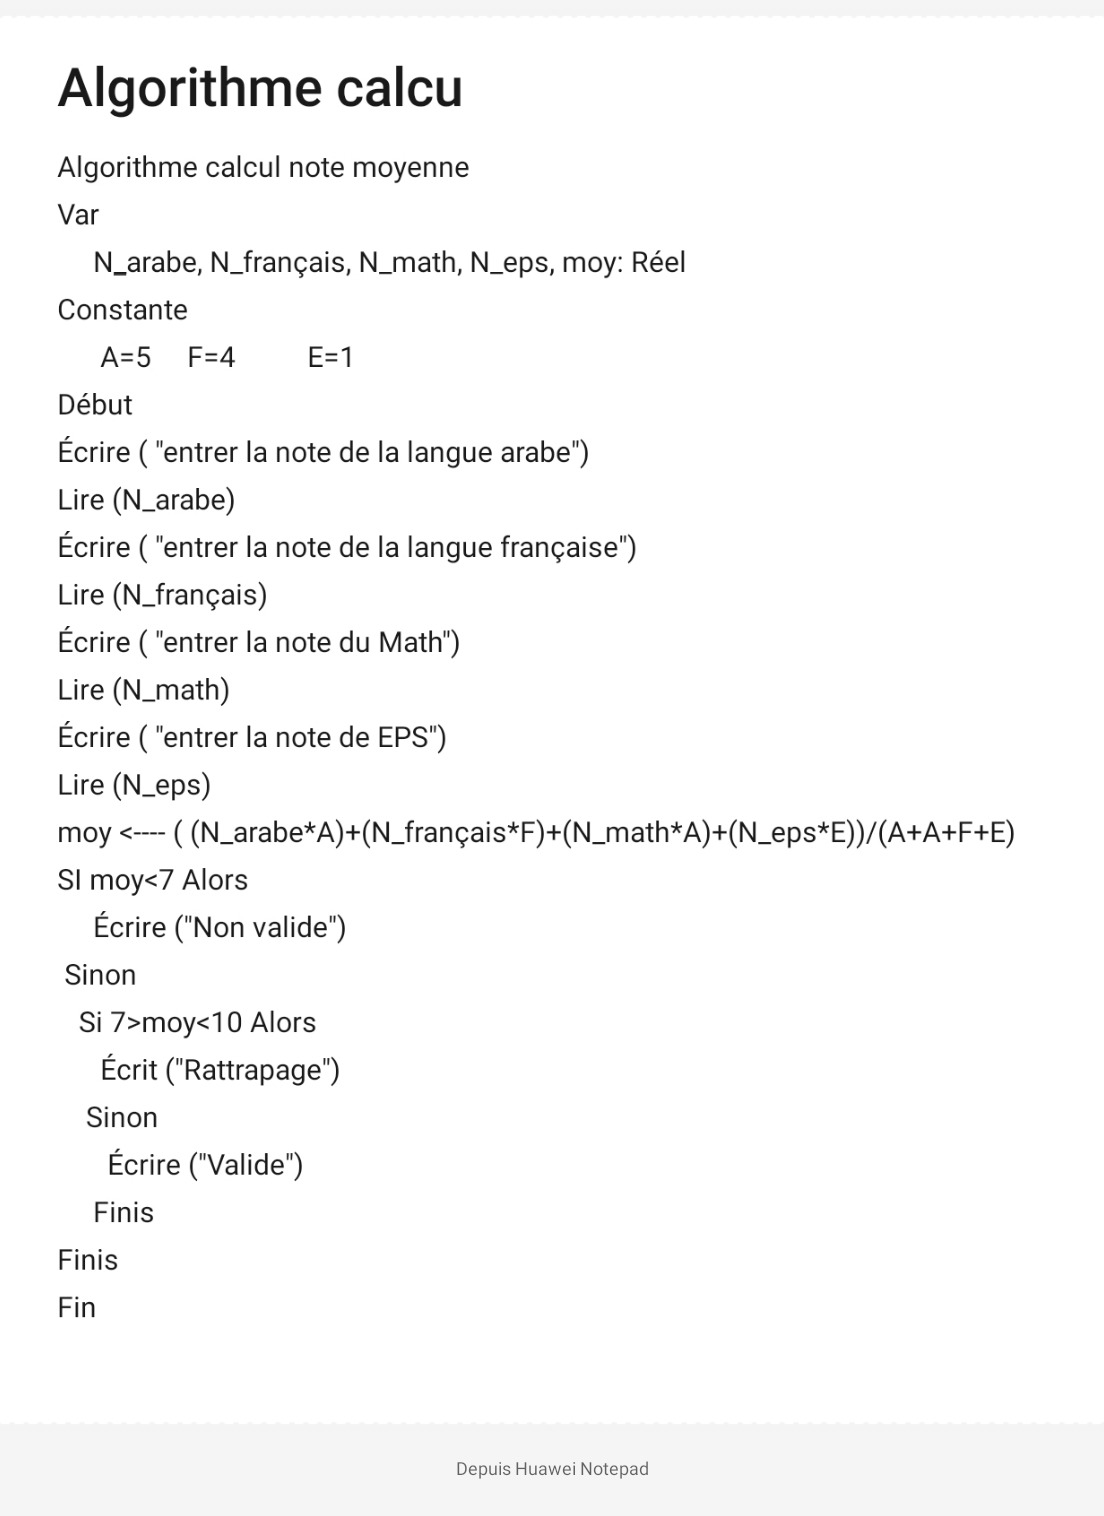 Algorithme calcu
Algorithme calcul note moyenne
Var
N_arabe, N_français, N_math, N_eps, moy: Réel
Constante
A=5 F=4 E=1
Début
Écrire ( "entrer la note de la langue arabe")
Lire (N_arabe)
Écrire ( "entrer la note de la langue française")
Lire (N_français)
Écrire ( "entrer la note du Math")
Lire (N_math)
Écrire ( "entrer la note de EPS")
Lire (N_eps)
moy <---- ( (N_arabe*A)+(N_français*F)+(N_math*A)+(N_eps*E))/(A+A+F+E)
SI moy<7 Alors
Écrire ("Non valide")
Sinon
Si 7>moy<10 Alors
Écrit ("Rattrapage")
Sinon
Écrire ("Valide")
Finis
Finis
Fin
Depuis Huawei Notepad